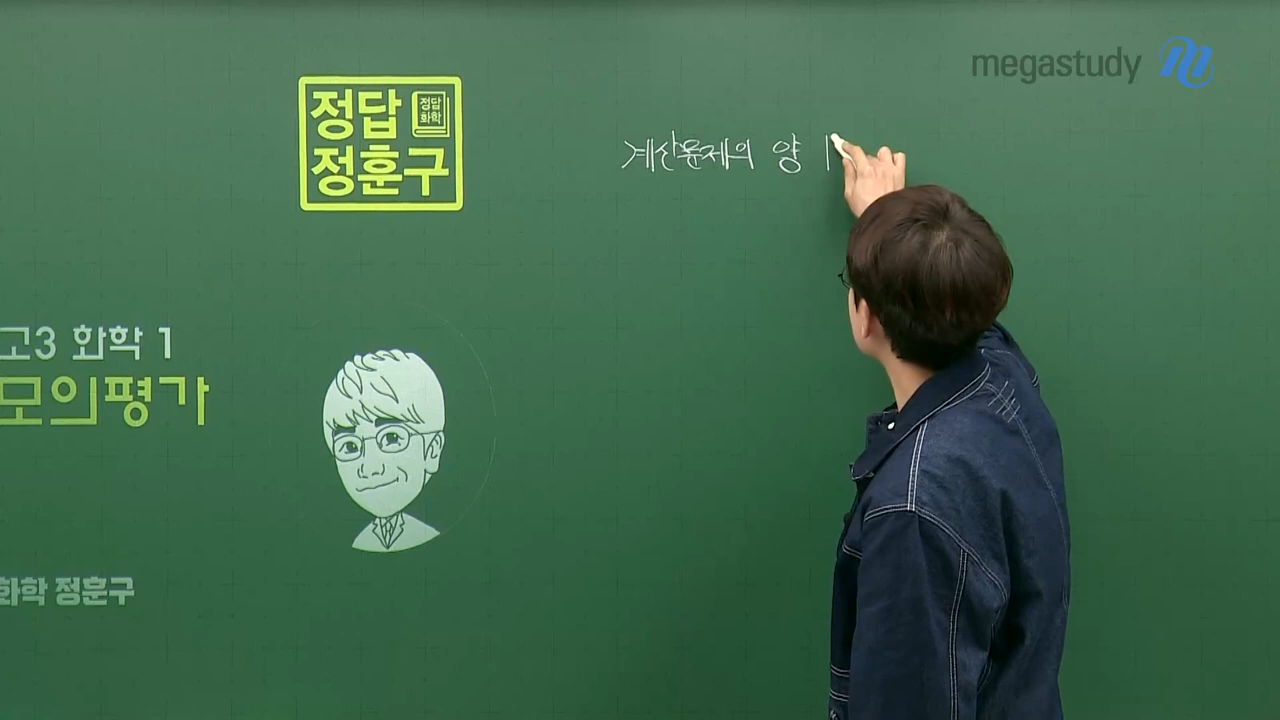 megastudy
정답
정답
화학
정훈구
계산문제의 양
고3 화학 1
모의평가
화학 정훈구